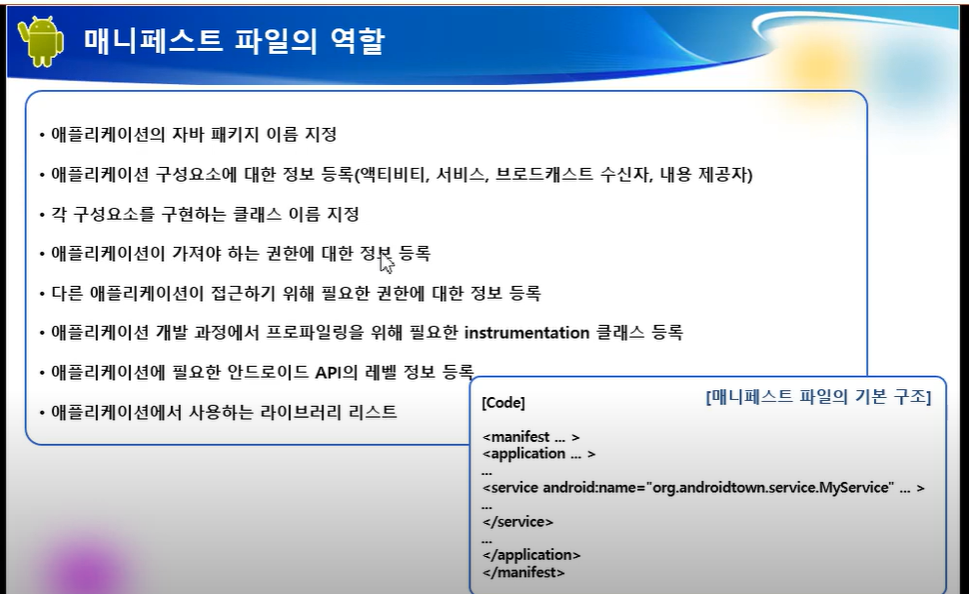 매니페스트 파일의 역할
• 애플리케이션의 자바 패키지 이름 지정
• 애플리케이션 구성요소에 대한 정보 등록(액티비티, 서비스, 브로드캐스트 수신자, 내용 제공자)
• 각 구성요소를 구현하는 클래스 이름 지정
• 애플리케이션이 가져야 하는 권한에 대한 정보 등록
• 다른 애플리케이션이 접근하기 위해 필요한 권한에 대한 정보 등록
• 애플리케이션 개발 과정에서 프로파일링을 위해 필요한 instrumentation 클래스 등록
• 애플리케이션에 필요한 안드로이드 API의 레벨 정보 등록
• 애플리케이션에서 사용하는 라이브러리 리스트
[매니페스트 파일의 기본 구조]
[Code]
<manifest ... >
<application ... >
...
<service android:name="org.androidtown.service.MyService" ... >
...
</service>
...
</application>
</manifest>